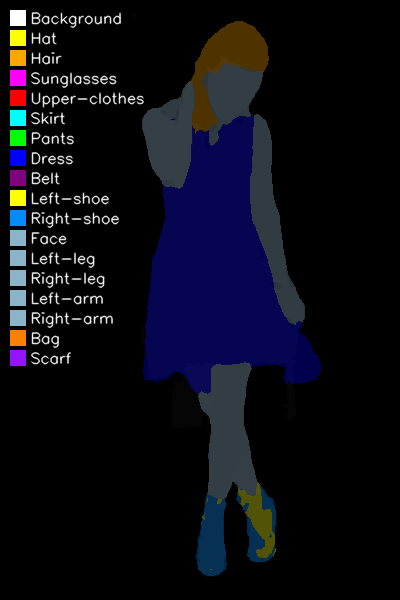 Background
Hat
Hair
Sunglasses
Upper-clothes
Skirt
Pants
Dress
Belt
Left-shoe
Right-shoe
Face
Left-leg
Right-leg
Left-arm
Right-arm
Bag
Scarf